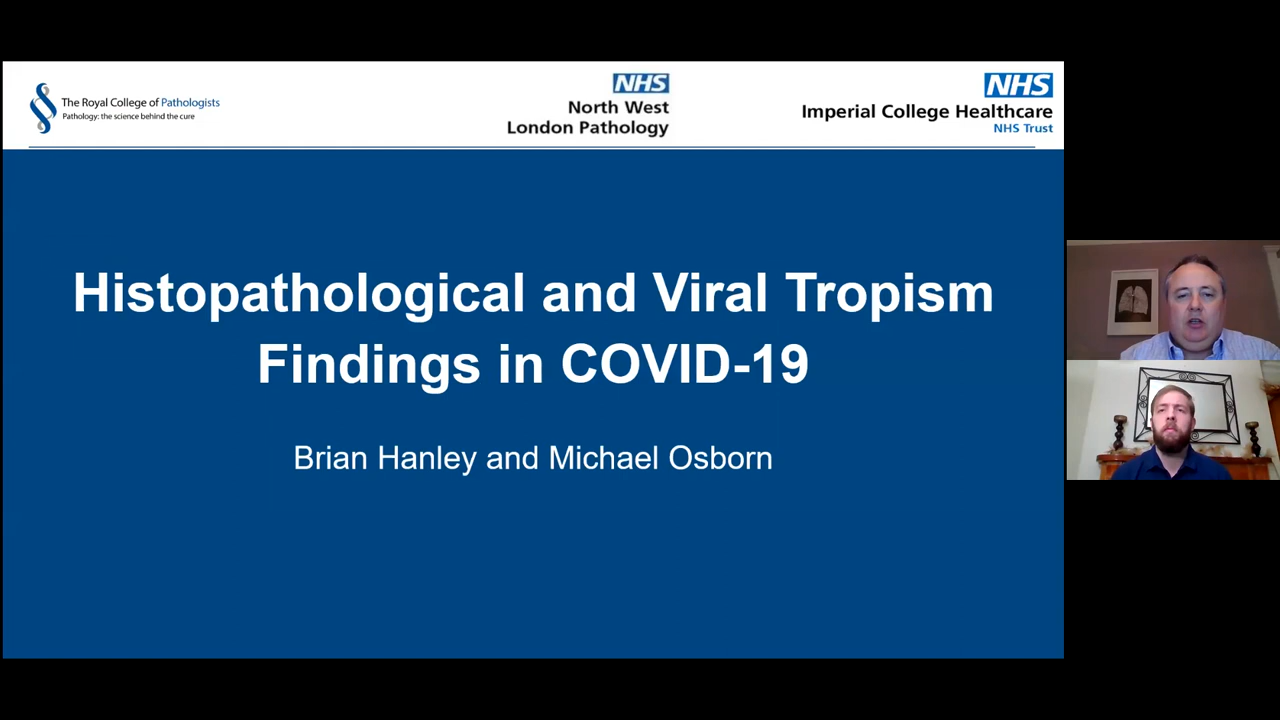 The Royal College of Pathologists
Pathology: the science behind the cure
NHS
North West
London Pathology
NHS
Imperial College Healthcare
NHS Trust
Histopathological and Viral Tropism
Findings in COVID-19
Brian Hanley and Michael Osborn